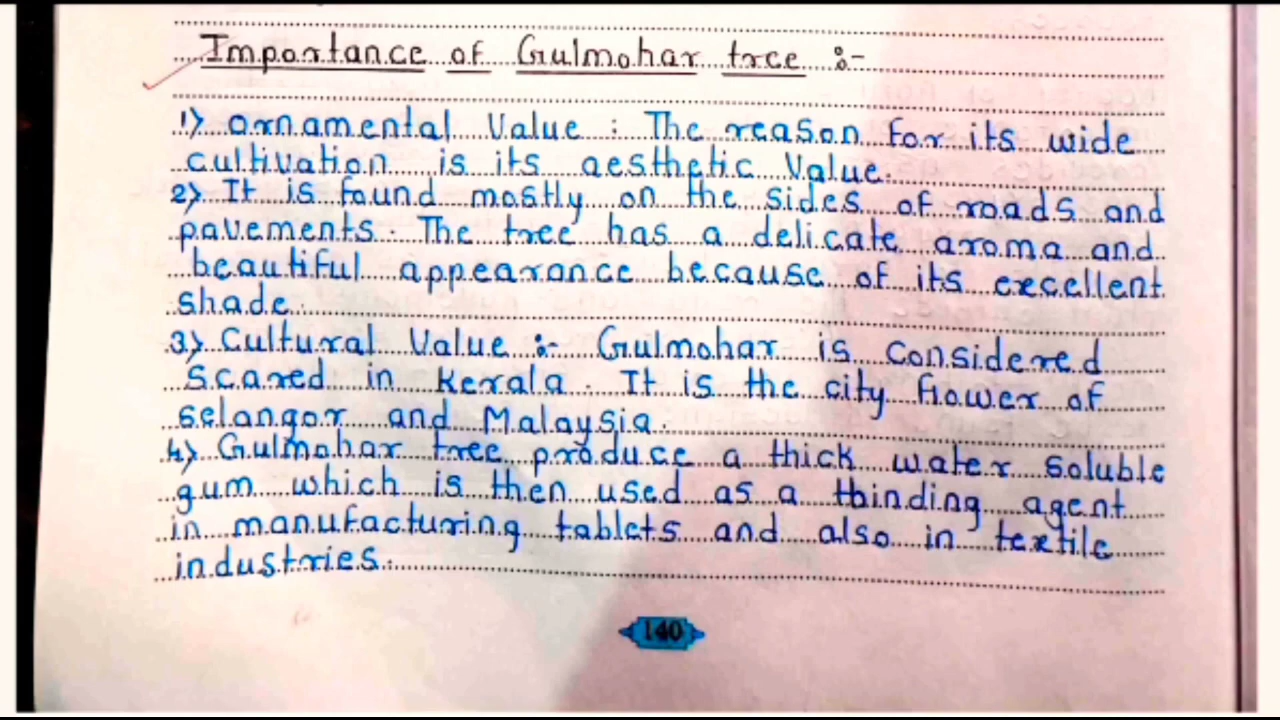 Importance of Gulmohar tree :-
1) ornamental Value : The reason for its wide
cultivation is its aesthetic Value.
2) It is found mostly on the sides of roads and
pavements. The tree has a delicate aroma and
beautiful appearance because of its excellent
shade.
3) Cultural Value :- Gulmohar is considered
scared in Kerala. It is the city flower of
selangor and Malaysia.
4) Gulmohar tree produce a thick water soluble
gum which is then used as a tbinding agent
in manufacturing tablets and also in textile
industries.
140